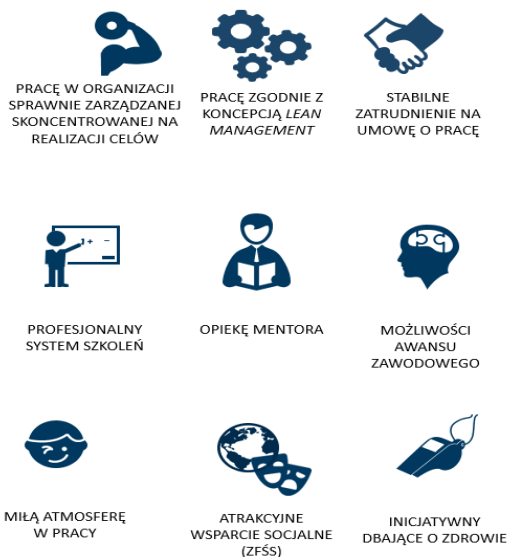 PRACĘ W ORGANIZACJI
SPRAWNIE ZARZĄDZANEJ
SKONCENTROWANEJ NA
REALIZACJI CELÓW
PRACĘ ZGODNIE Z
KONCEPCJĄ LEAN
MANAGEMENT
STABILNE
ZATRUDNIENIE NA
UMOWĘ O PRACĘ
1+ -
PROFESJONALNY
SYSTEM SZKOLEŃ
OPIEKĘ MENTORA
MOŻLIWOŚCI
AWANSU
ZAWODOWEGO
MIŁĄ ATMOSFERĘ
W PRACY
ATRAKCYJNE
WSPARCIE SOCJALNE
(ZFŚS)
INICJATYWNY
DBAJĄCE O ZDROWIE